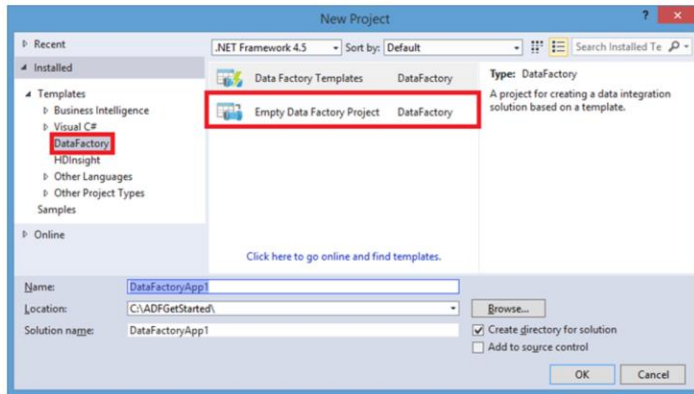 New Project
?
x
Recent
.NET Framework 4.5
Sort by: Default
Search Installed Te
Installed
Templates
Business Intelligence
Visual C#
DataFactory
HDInsight
Other Languages
Other Project Types
Samples
Online
Data Factory Templates DataFactory
Empty Data Factory Project DataFactory
Click here to go online and find templates.
Type: DataFactory
A project for creating a data integration
solution based on a template.
Name: DataFactoryApp1
Location: C:\ADFGetStarted\
Browse...
Solution name: DataFactoryApp1
Create directory for solution
Add to source control
OK Cancel